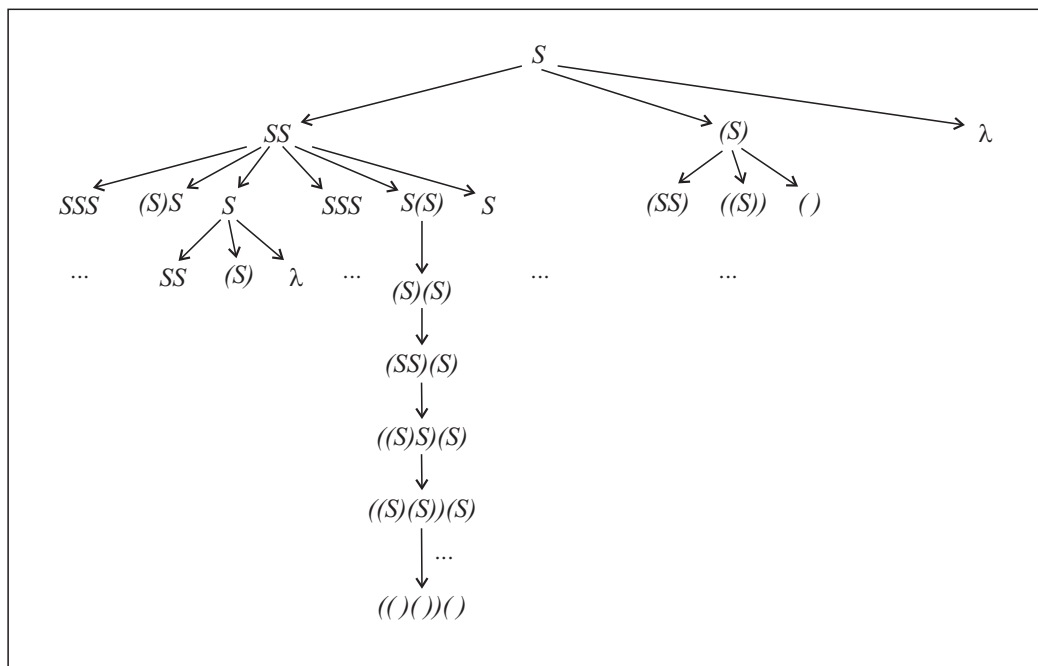 S
SS (S) λ
SSS (S)S S SSS S(S) S (SS) ((S)) ( )
... SS (S) λ ... (S)(S) ... ...
(SS)(S)
((S)S)(S)
((S)(S))(S)
...
(( )( ))( )